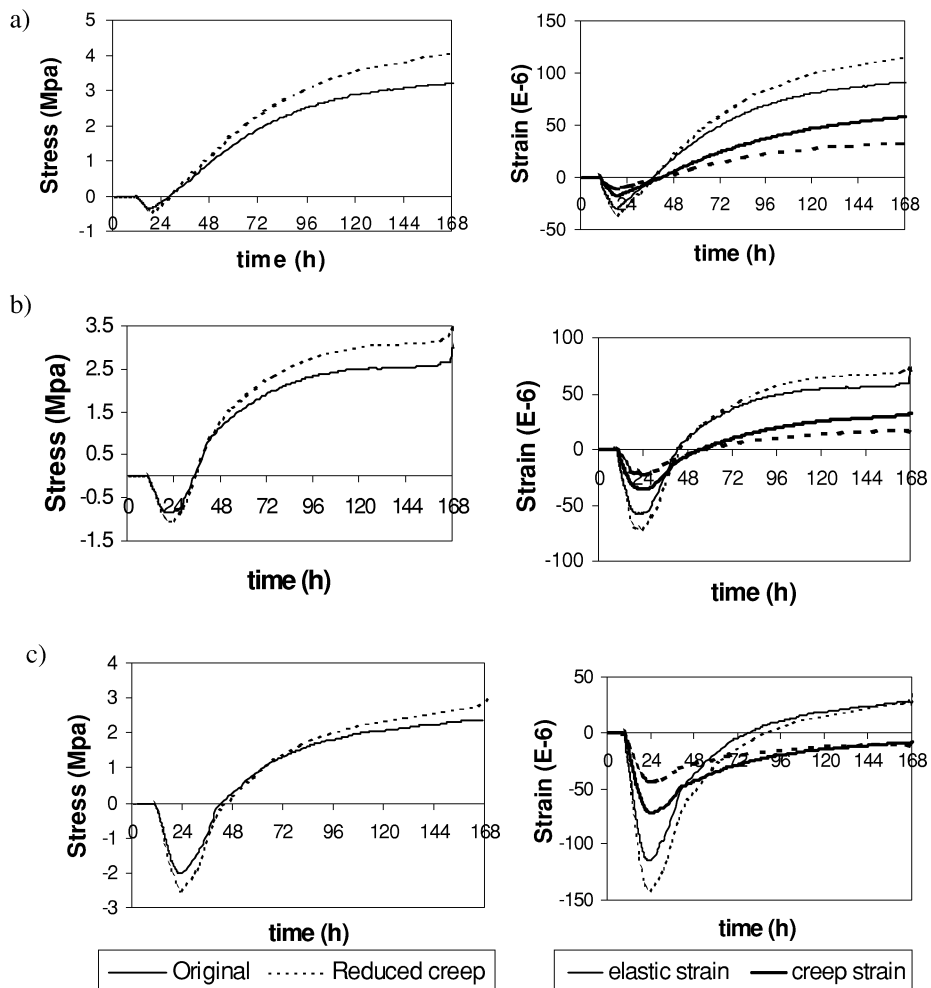 a)
Stress (Mpa)
5
4
3
2
1
0
-1
0 24 48 72 96 120 144 168
time (h)
Strain (E-6)
150
100
50
0
-50
0 24 48 72 96 120 144 168
time (h)
b)
Stress (Mpa)
3.5
2.5
1.5
0.5
-0.5
-1.5
0 24 48 72 96 120 144 168
time (h)
Strain (E-6)
100
50
0
-50
-100
0 24 48 72 96 120 144 168
time (h)
c)
Stress (Mpa)
4
3
2
1
0
-1
-2
-3
0 24 48 72 96 120 144 168
time (h)
Strain (E-6)
50
0
-50
-100
-150
0 24 48 72 96 120 144 168
time (h)
Original Reduced creep
elastic strain creep strain